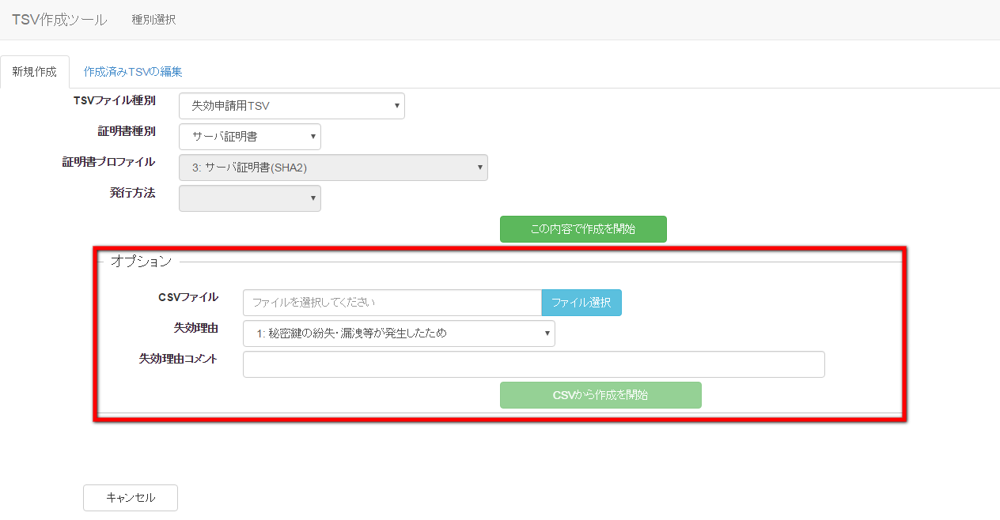 TSV作成ツール 種別選択
新規作成 作成済みTSVの編集
TSVファイル種別 失効申請用TSV
証明書種別 サーバ証明書
証明書プロファイル 3: サーバ証明書(SHA2)
発行方法
この内容で作成を開始
オプション
CSVファイル ファイルを選択してください ファイル選択
失効理由 1: 秘密鍵の紛失・漏洩等が発生したため
失効理由コメント
CSVから作成を開始
キャンセル